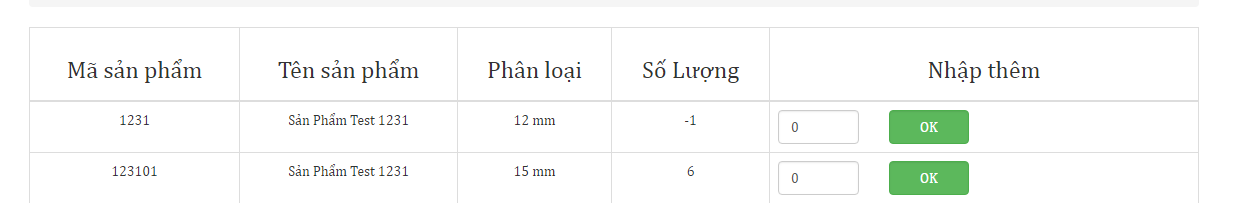 Mã sản phẩm Tên sản phẩm Phân loại Số Lượng Nhập thêm
1231 Sản Phẩm Test 1231 12 mm -1 0 OK
123101 Sản Phẩm Test 1231 15 mm 6 0 OK